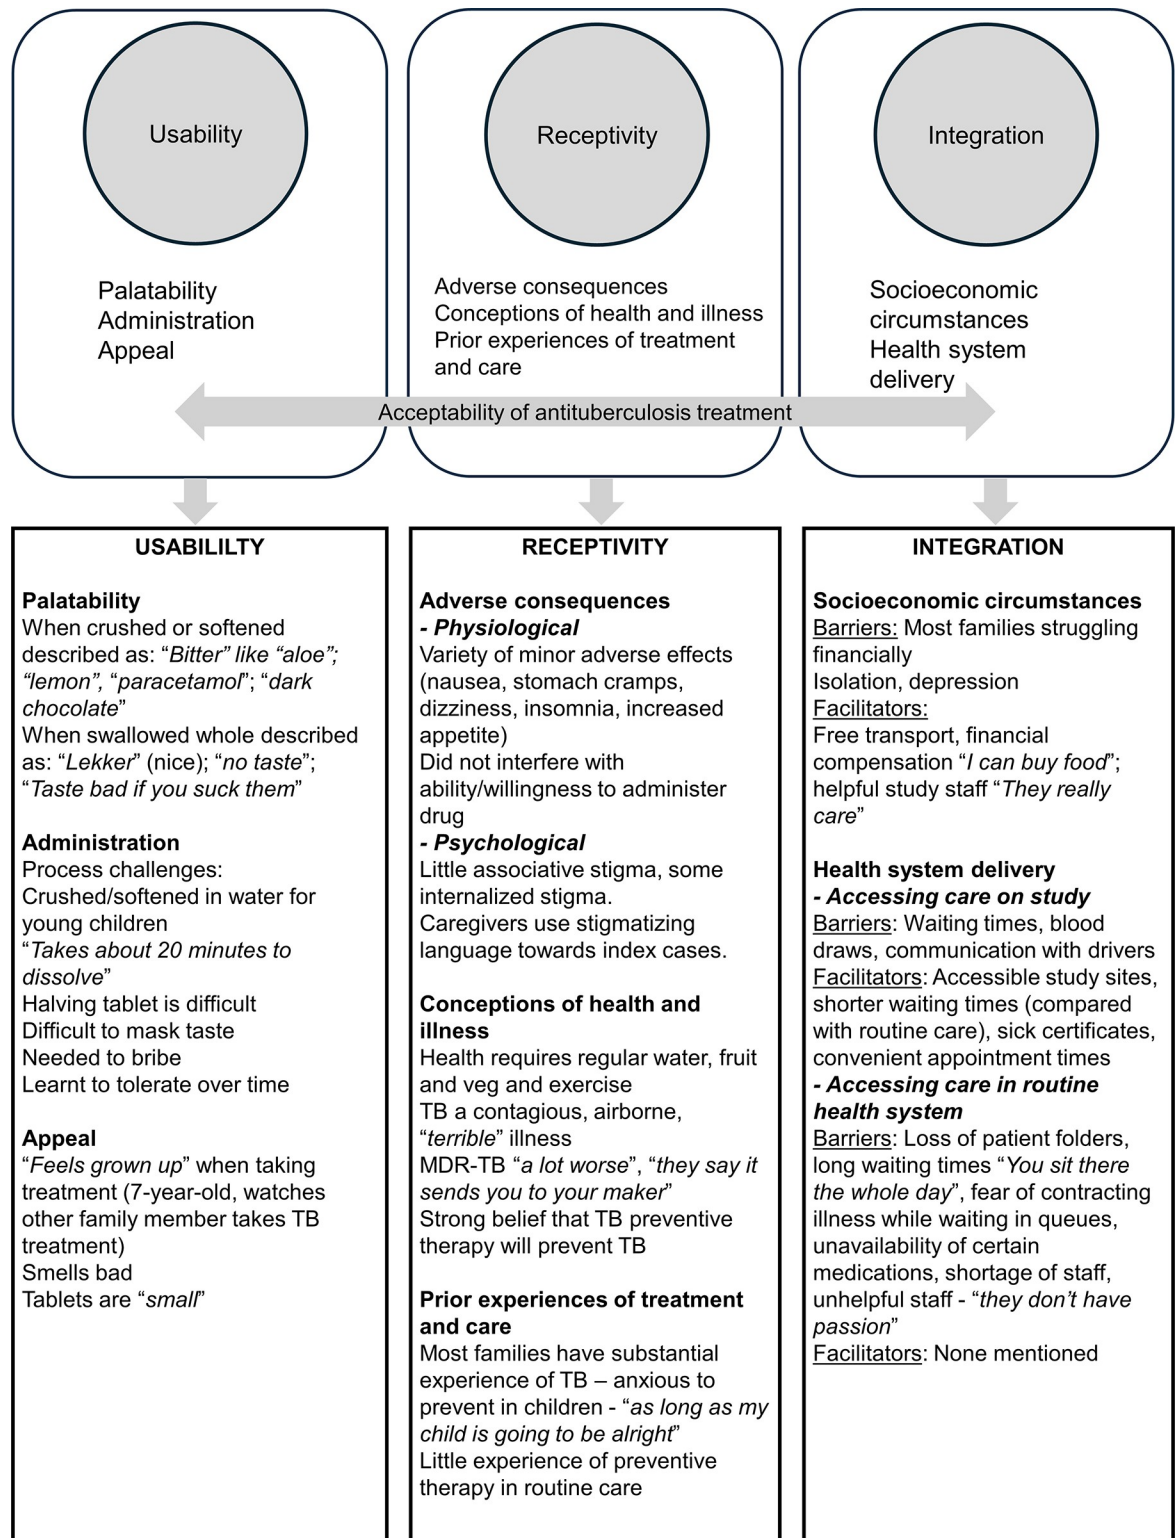 Usability
Palatability
Administration
Appeal
Receptivity
Adverse consequences
Conceptions of health and illness
Prior experiences of treatment
and care
Integration
Socioeconomic
circumstances
Health system
delivery
Acceptability of antituberculosis treatment
USABILILTY
Palatability
When crushed or softened
described as: “Bitter” like “aloe”;
“lemon”, “paracetamol”; “dark
chocolate”
When swallowed whole described
as: “Lekker” (nice); “no taste”;
“Taste bad if you suck them”
Administration
Process challenges:
Crushed/softened in water for
young children
“Takes about 20 minutes to
dissolve”
Halving tablet is difficult
Difficult to mask taste
Needed to bribe
Learnt to tolerate over time
Appeal
“Feels grown up” when taking
treatment (7-year-old, watches
other family member takes TB
treatment)
Smells bad
Tablets are “small”
RECEPTIVITY
Adverse consequences
- Physiological
Variety of minor adverse effects
(nausea, stomach cramps,
dizziness, insomnia, increased
appetite)
Did not interfere with
ability/willingness to administer
drug
- Psychological
Little associative stigma, some
internalized stigma.
Caregivers use stigmatizing
language towards index cases.
Conceptions of health and
illness
Health requires regular water, fruit
and veg and exercise
TB a contagious, airborne,
“terrible” illness
MDR-TB “a lot worse”, “they say it
sends you to your maker”
Strong belief that TB preventive
therapy will prevent TB
Prior experiences of treatment
and care
Most families have substantial
experience of TB – anxious to
prevent in children - “as long as my
child is going to be alright”
Little experience of preventive
therapy in routine care
INTEGRATION
Socioeconomic circumstances
Barriers: Most families struggling
financially
Isolation, depression
Facilitators:
Free transport, financial
compensation “I can buy food”;
helpful study staff “They really
care”
Health system delivery
- Accessing care on study
Barriers: Waiting times, blood
draws, communication with drivers
Facilitators: Accessible study sites,
shorter waiting times (compared
with routine care), sick certificates,
convenient appointment times
- Accessing care in routine
health system
Barriers: Loss of patient folders,
long waiting times “You sit there
the whole day”, fear of contracting
illness while waiting in queues,
unavailability of certain
medications, shortage of staff,
unhelpful staff - “they don’t have
passion”
Facilitators: None mentioned